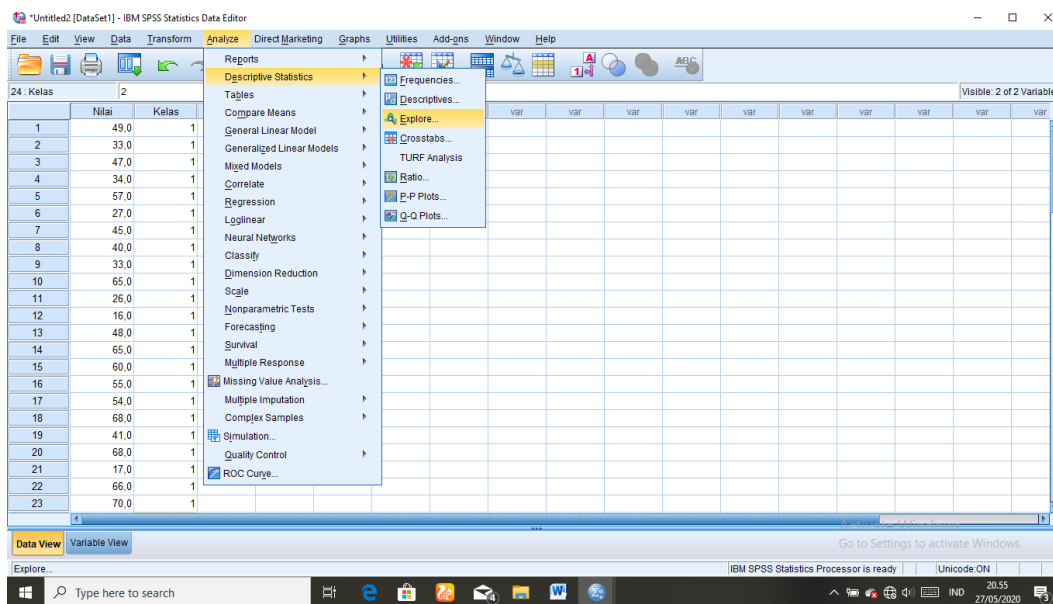 *Untitled2 [DataSet1] - IBM SPSS Statistics Data Editor
File Edit View Data Transform Analyze Direct Marketing Graphs Utilities Add-ons Window Help
24 : Kelas 2 Visible: 2 of 2 Variable
Nilai Kelas var var var var var var var
1 49,0 1
2 33,0 1
3 47,0 1
4 34,0 1
5 57,0 1
6 27,0 1
7 45,0 1
8 40,0 1
9 33,0 1
10 65,0 1
11 26,0 1
12 16,0 1
13 48,0 1
14 65,0 1
15 60,0 1
16 55,0 1
17 54,0 1
18 68,0 1
19 41,0 1
20 68,0 1
21 17,0 1
22 66,0 1
23 70,0 1
Reports
Descriptive Statistics
Tables
Compare Means
General Linear Model
Generalized Linear Models
Mixed Models
Correlate
Regression
Loglinear
Neural Networks
Classify
Dimension Reduction
Scale
Nonparametric Tests
Forecasting
Survival
Multiple Response
Missing Value Analysis...
Multiple Imputation
Complex Samples
Simulation...
Quality Control
ROC Curve...
Frequencies...
Descriptives...
Explore...
Crosstabs...
TURF Analysis
Ratio...
P-P Plots...
Q-Q Plots...
Data View Variable View
Go to Settings to activate Windows.
Explore... IBM SPSS Statistics Processor is ready Unicode:ON
Type here to search
IND
20.55
27/05/2020